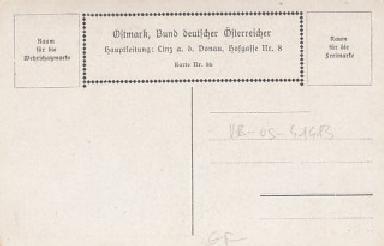 Raum
für die
Wehrschatzmarke
Ostmark, Bund deutscher Österreicher
Hauptleitung: Linz a. d. Donau, Hofgasse Nr. 8
Karte Nr.
Raum
für die
Freimarke